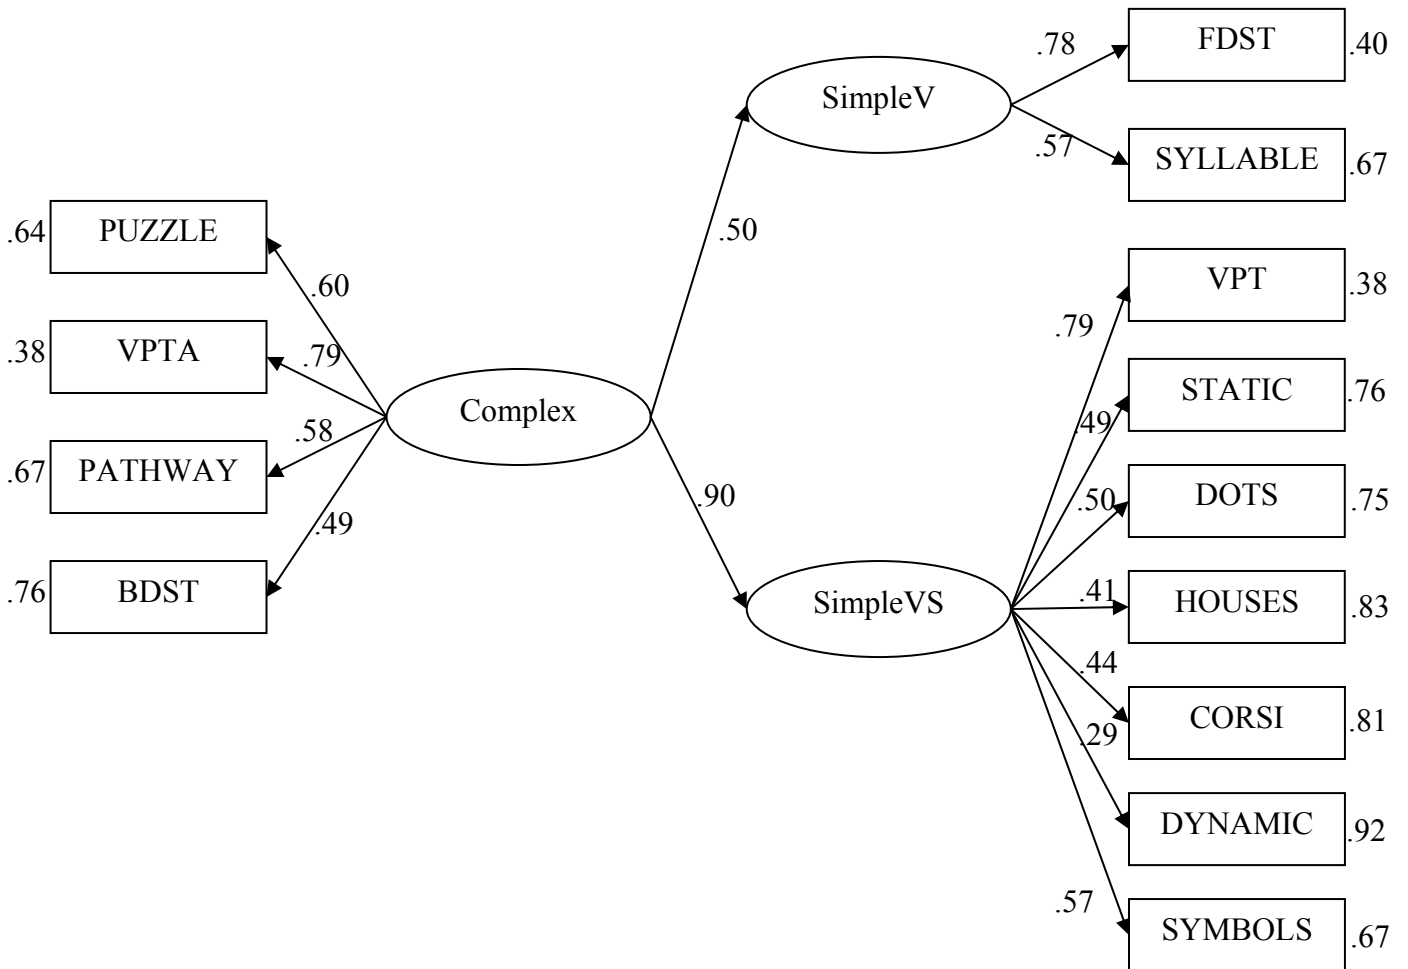 .78
FDST
.40
SimpleV
.57
SYLLABLE
.67
.64
PUZZLE
.60
.50
VPT
.38
.79
.38
VPTA
.79
STATIC
.76
.49
Complex
.67
PATHWAY
.58
.90
.50
DOTS
.75
.49
.76
BDST
SimpleVS
.41
HOUSES
.83
.44
CORSI
.81
.29
DYNAMIC
.92
.57
SYMBOLS
.67